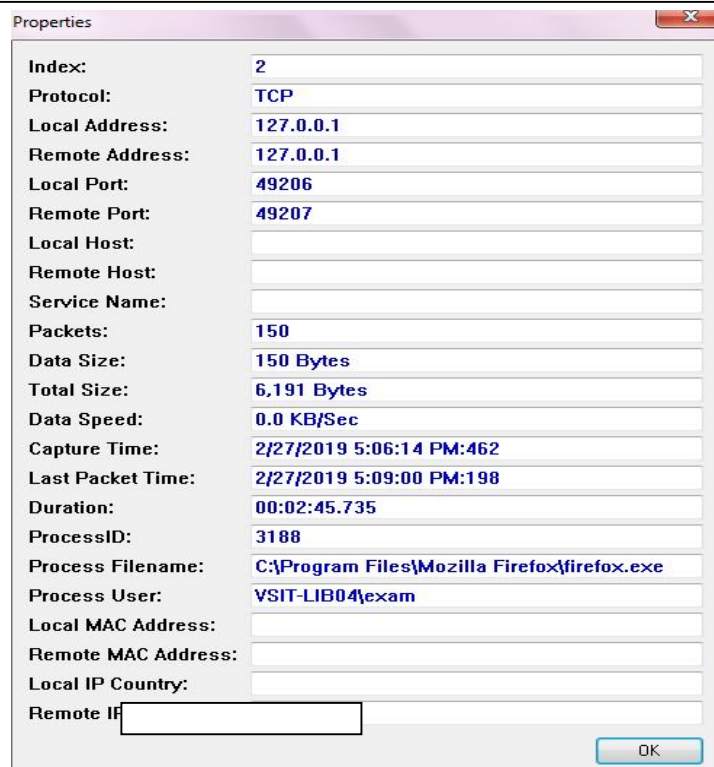 Properties
Index: 2
Protocol: TCP
Local Address: 127.0.0.1
Remote Address: 127.0.0.1
Local Port: 49206
Remote Port: 49207
Local Host:
Remote Host:
Service Name:
Packets: 150
Data Size: 150 Bytes
Total Size: 6,191 Bytes
Data Speed: 0.0 KB/Sec
Capture Time: 2/27/2019 5:06:14 PM:462
Last Packet Time: 2/27/2019 5:09:00 PM:198
Duration: 00:02:45.735
ProcessID: 3188
Process Filename: C:\Program Files\Mozilla Firefox\firefox.exe
Process User: VSIT-LIB04\exam
Local MAC Address:
Remote MAC Address:
Local IP Country:
Remote
OK